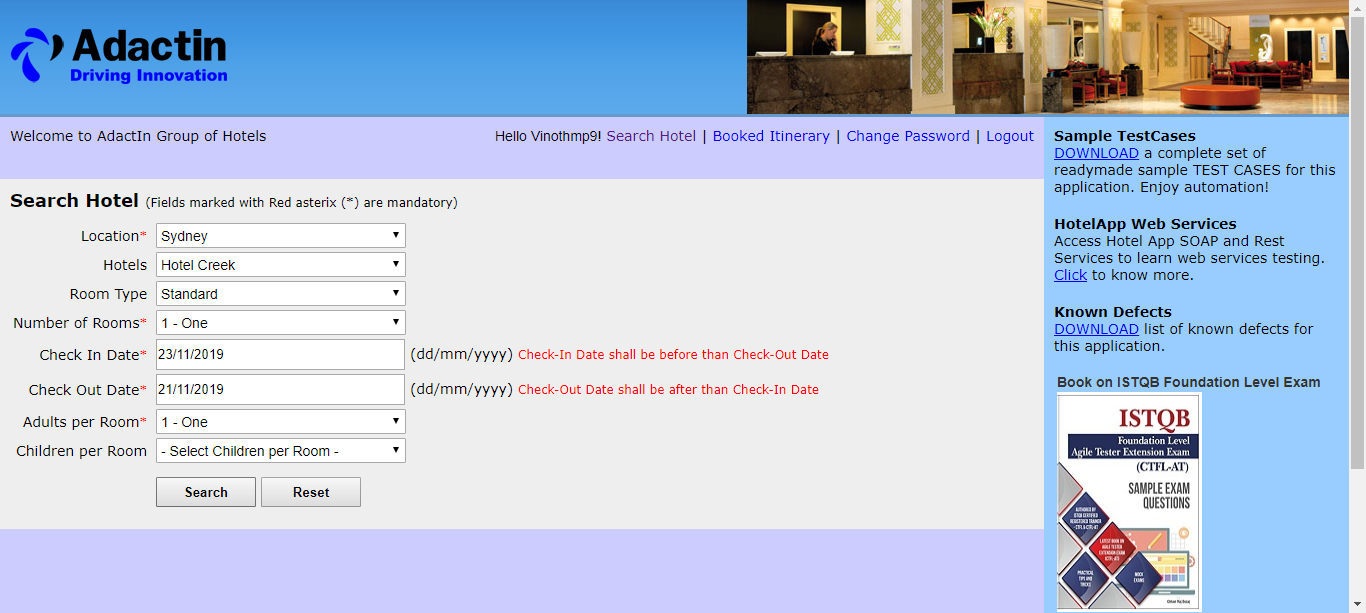 Adactin
Driving Innovation
Welcome to AdactIn Group of Hotels
Hello Vinothmp9! Search Hotel | Booked Itinerary | Change Password | Logout
Search Hotel (Fields marked with Red asterix (*) are mandatory)
Location* Sydney
Hotels Hotel Creek
Room Type Standard
Number of Rooms* 1 - One
Check In Date* 23/11/2019 (dd/mm/yyyy) Check-In Date shall be before than Check-Out Date
Check Out Date* 21/11/2019 (dd/mm/yyyy) Check-Out Date shall be after than Check-In Date
Adults per Room* 1 - One
Children per Room - Select Children per Room -
Search Reset
Sample TestCases
DOWNLOAD a complete set of
readymade sample TEST CASES for this
application. Enjoy automation!
HotelApp Web Services
Access Hotel App SOAP and Rest
Services to learn web services testing.
Click to know more.
Known Defects
DOWNLOAD list of known defects for
this application.
Book on ISTQB Foundation Level Exam
ISTQB
Foundation Level
Agile Tester Extension Exam
(CTFL-AT)
SAMPLE EXAM
QUESTIONS
AUTHORED BY
ISTQB CERTIFIED
REGISTERED TRAINER
- CTFL & CTFL-AT
LATEST BOOK ON
AGILE TESTER
EXTENSION EXAM
(CTFL-AT)
PRACTICAL
TIPS AND
TRICKS
MOCK
EXAMS